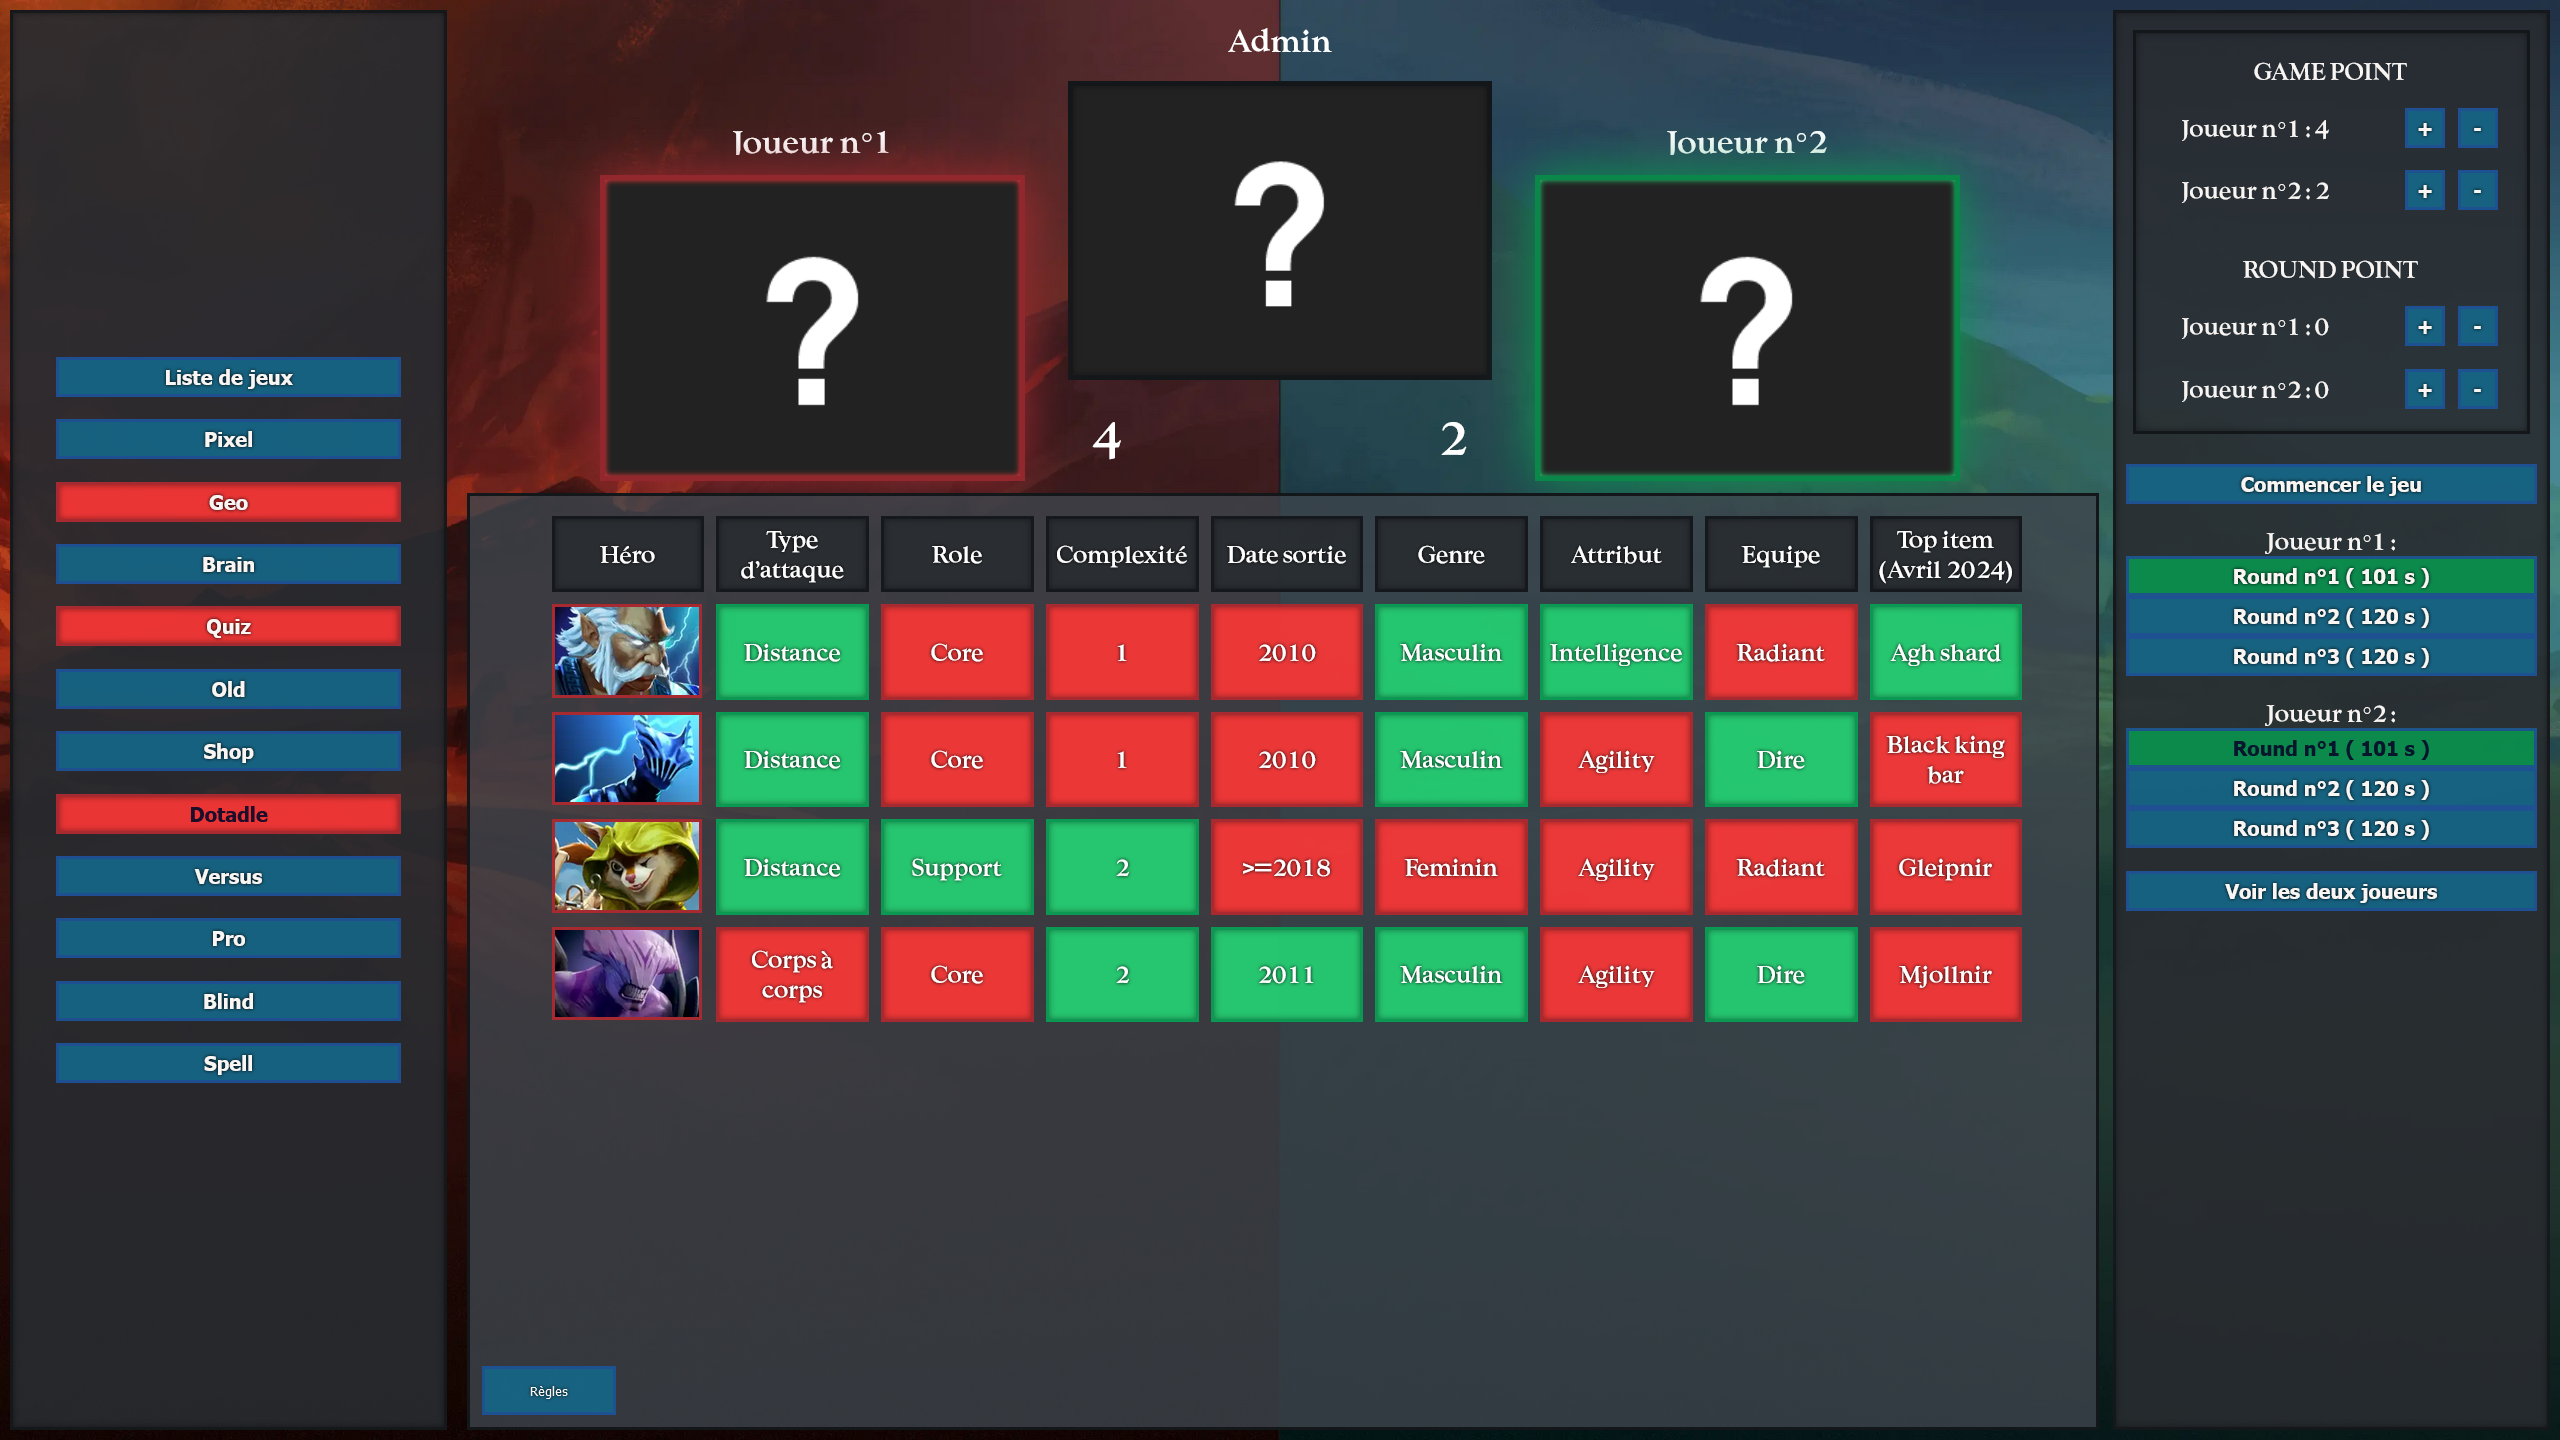 Liste de jeux
Pixel
Geo
Brain
Quiz
Old
Shop
Dotadle
Versus
Pro
Blind
Spell
Admin
Joueur n°1
Joueur n°2
?
?
?
4
2
Héro
Type d'attaque
Role
Complexité
Date sortie
Genre
Attribut
Equipe
Top item (Avril 2024)
Distance
Core
1
2010
Masculin
Intelligence
Radiant
Agh shard
Distance
Core
1
2010
Masculin
Agility
Dire
Black king bar
Distance
Support
2
>=2018
Feminin
Agility
Radiant
Gleipnir
Corps à corps
Core
2
2011
Masculin
Agility
Dire
Mjollnir
Règles
GAME POINT
Joueur n°1 : 4 + -
Joueur n°2 : 2 + -
ROUND POINT
Joueur n°1 : 0 + -
Joueur n°2 : 0 + -
Commencer le jeu
Joueur n°1 :
Round n°1 ( 101 s )
Round n°2 ( 120 s )
Round n°3 ( 120 s )
Joueur n°2 :
Round n°1 ( 101 s )
Round n°2 ( 120 s )
Round n°3 ( 120 s )
Voir les deux joueurs